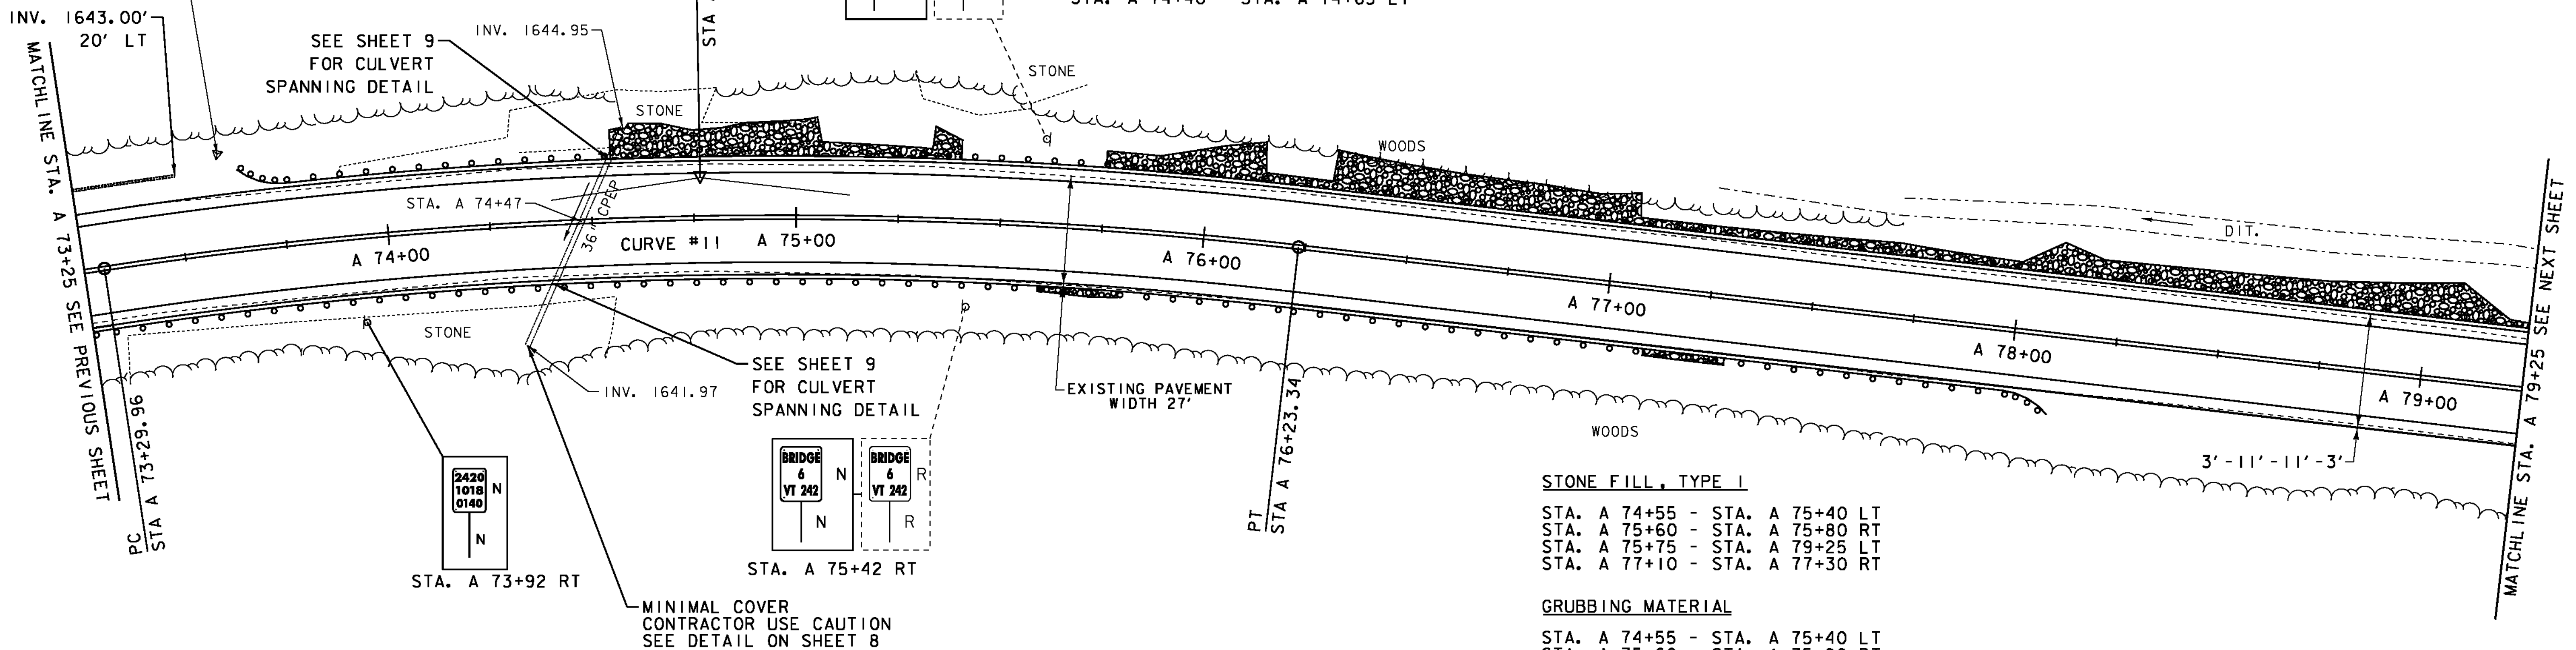 INV. 1643.00'
20' LT
MATCHLINE STA. A 73+25 SEE PREVIOUS SHEET
SEE SHEET 9
FOR CULVERT
SPANNING DETAIL
INV. 1644.95
STA
STONE
STONE
WOODS
STA. A 74+47
36" CPEP
CURVE #11
A 74+00
A 75+00
A 76+00
A 77+00
A 78+00
A 79+00
DIT.
MATCHLINE STA. A 79+25 SEE NEXT SHEET
STONE
INV. 1641.97
SEE SHEET 9
FOR CULVERT
SPANNING DETAIL
EXISTING PAVEMENT
WIDTH 27'
WOODS
3'-11'-11'-3'
PC
STA A 73+29.96
PT
STA A 76+23.34
2420
1018
0140
N
N
STA. A 73+92 RT
BRIDGE
6
VT 242
N
N
BRIDGE
6
VT 242
R
R
STA. A 75+42 RT
MINIMAL COVER
CONTRACTOR USE CAUTION
SEE DETAIL ON SHEET 8
STONE FILL, TYPE I
STA. A 74+55 - STA. A 75+40 LT
STA. A 75+60 - STA. A 75+80 RT
STA. A 75+75 - STA. A 79+25 LT
STA. A 77+10 - STA. A 77+30 RT
GRUBBING MATERIAL
STA. A 74+55 - STA. A 75+40 LT